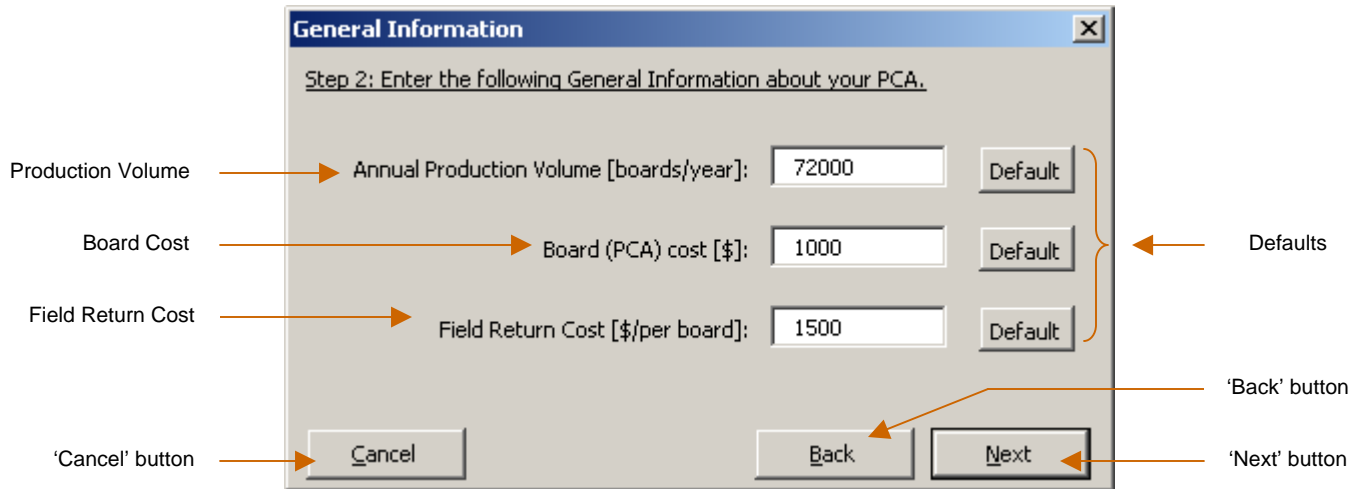 General Information
Step 2: Enter the following General Information about your PCA.
Production Volume
Annual Production Volume [boards/year]:
72000
Default
Board Cost
Board (PCA) cost [$]:
1000
Default
Defaults
Field Return Cost
Field Return Cost [$/per board]:
1500
Default
‘Back’ button
‘Cancel’ button
Cancel
Back
Next
‘Next’ button